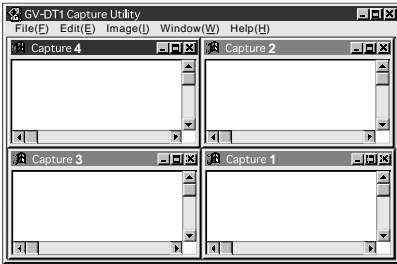 GV-DT1 Capture Utility
File(F) Edit(E) Image(I) Window(W) Help(H)
Capture 4
Capture 2
Capture 3
Capture 1